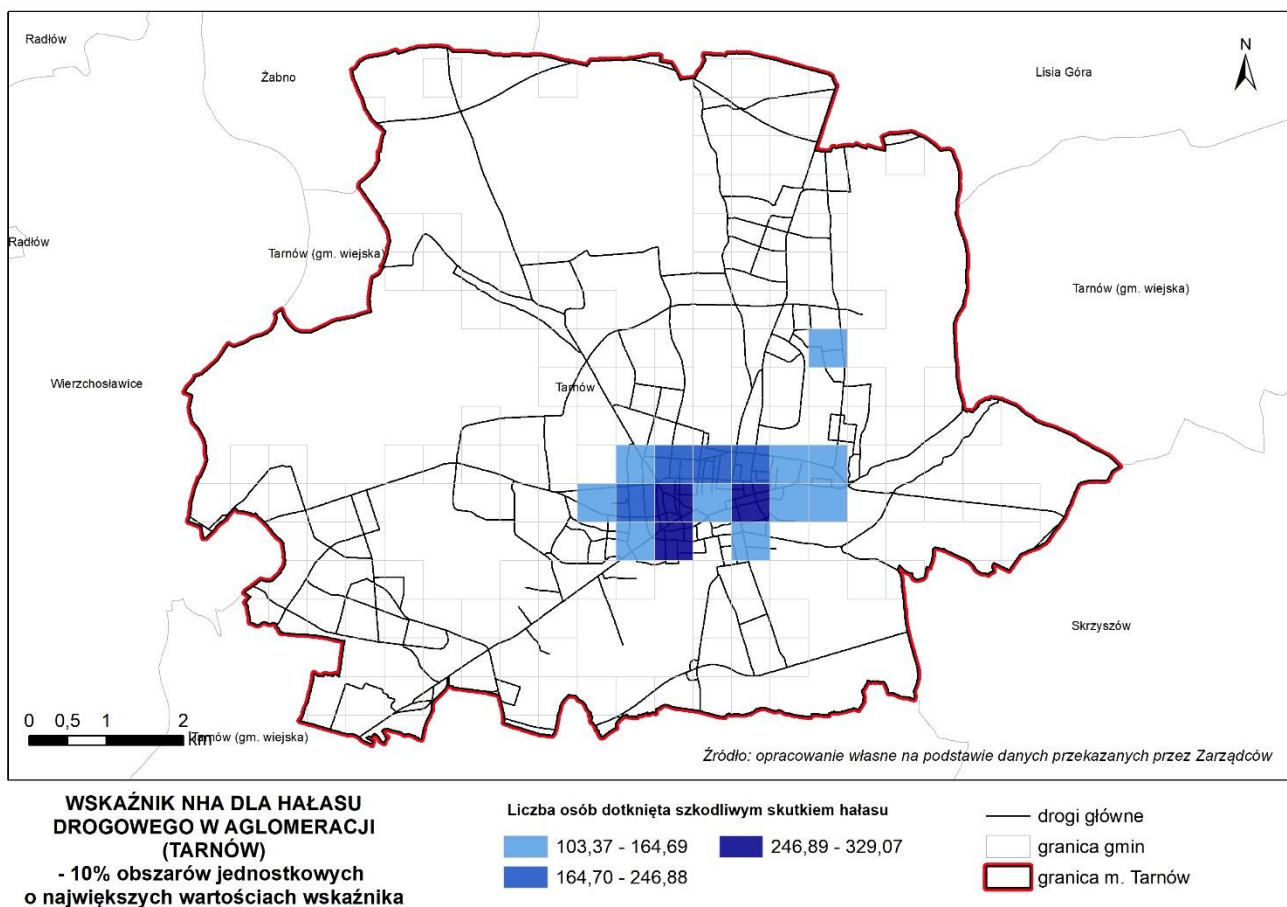 Radłów
Żabno
Lisia Góra
N
Radłów
Tarnów (gm. wiejska)
Tarnów (gm. wiejska)
Wierzchosławice
Tarnów
Skrzyszów
0 0,5 1 2
km
Tarnów (gm. wiejska)
Źródło: opracowanie własne na podstawie danych przekazanych przez Zarządców
WSKAŹNIK NHA DLA HAŁASU
DROGOWEGO W AGLOMERACJI
(TARNÓW)
- 10% obszarów jednostkowych
o największych wartościach wskaźnika
Liczba osób dotknięta szkodliwym skutkiem hałasu
103,37 - 164,69
164,70 - 246,88
246,89 - 329,07
drogi główne
granica gmin
granica m. Tarnów